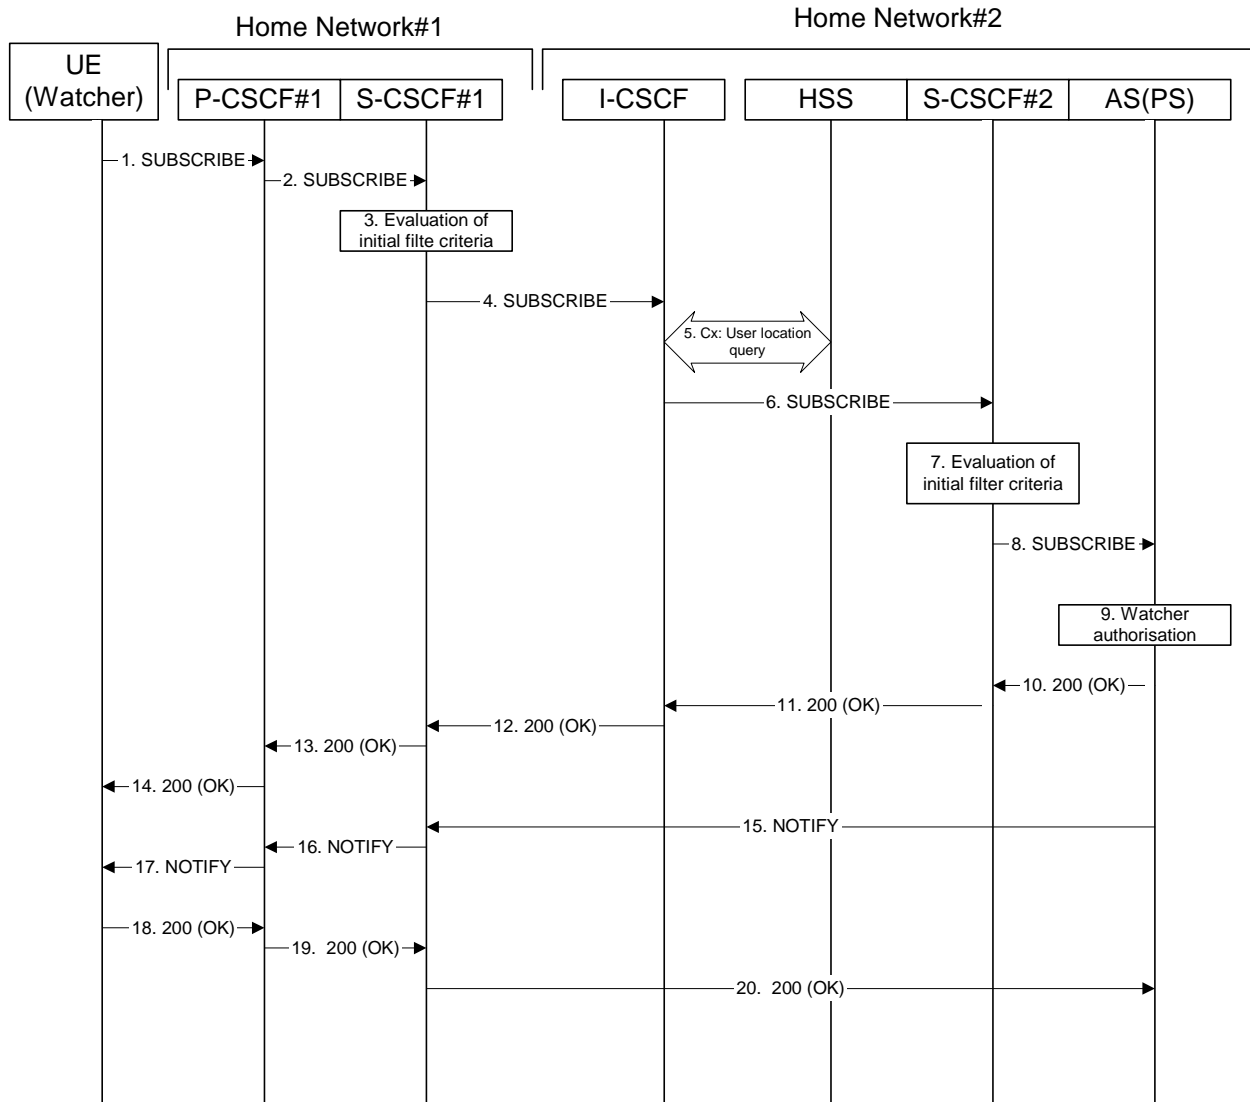 Home Network#1
Home Network#2
UE
(Watcher)
P-CSCF#1
S-CSCF#1
I-CSCF
HSS
S-CSCF#2
AS(PS)
1. SUBSCRIBE
2. SUBSCRIBE
3. Evaluation of
initial filte criteria
4. SUBSCRIBE
5. Cx: User location
query
6. SUBSCRIBE
7. Evaluation of
initial filter criteria
8. SUBSCRIBE
9. Watcher
authorisation
10. 200 (OK)
11. 200 (OK)
12. 200 (OK)
13. 200 (OK)
14. 200 (OK)
15. NOTIFY
16. NOTIFY
17. NOTIFY
18. 200 (OK)
19. 200 (OK)
20. 200 (OK)